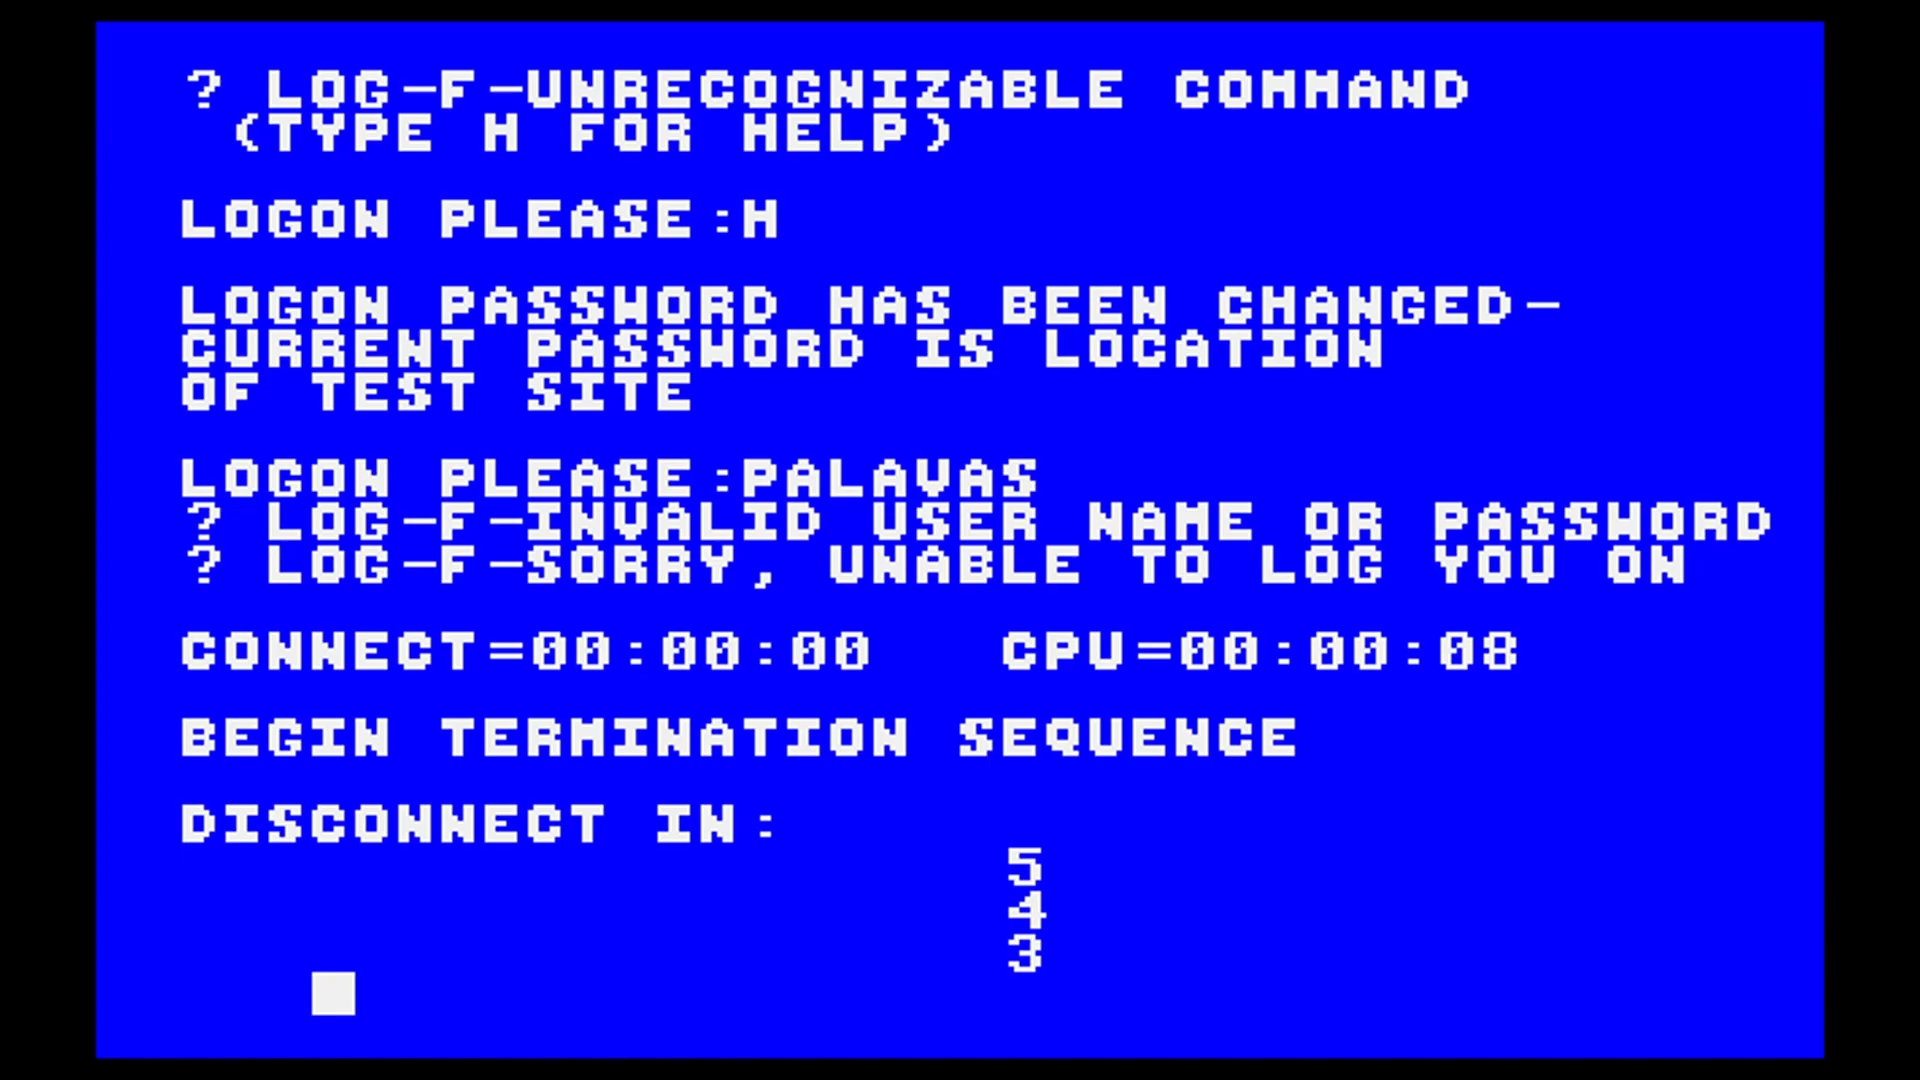 ? LOG-F-UNRECOGNIZABLE COMMAND
(TYPE H FOR HELP)
LOGON PLEASE:H
LOGON PASSWORD HAS BEEN CHANGED-
CURRENT PASSWORD IS LOCATION
OF TEST SITE
LOGON PLEASE:PALAVAS
? LOG-F-INVALID USER NAME OR PASSWORD
? LOG-F-SORRY, UNABLE TO LOG YOU ON
CONNECT=00:00:00 CPU=00:00:08
BEGIN TERMINATION SEQUENCE
DISCONNECT IN:
5
4
3